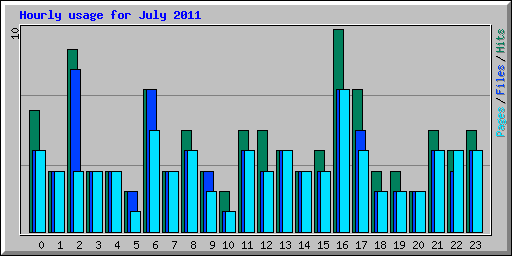 Hourly usage for July 2011
10
Pages / Files / Hits
0 1 2 3 4 5 6 7 8 9 10 11 12 13 14 15 16 17 18 19 20 21 22 23